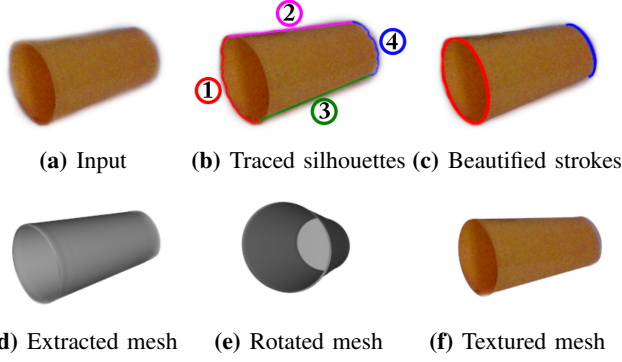 2
4
1
3
(a) Input
(b) Traced silhouettes
(c) Beautified strokes
d) Extracted mesh
(e) Rotated mesh
(f) Textured mesh